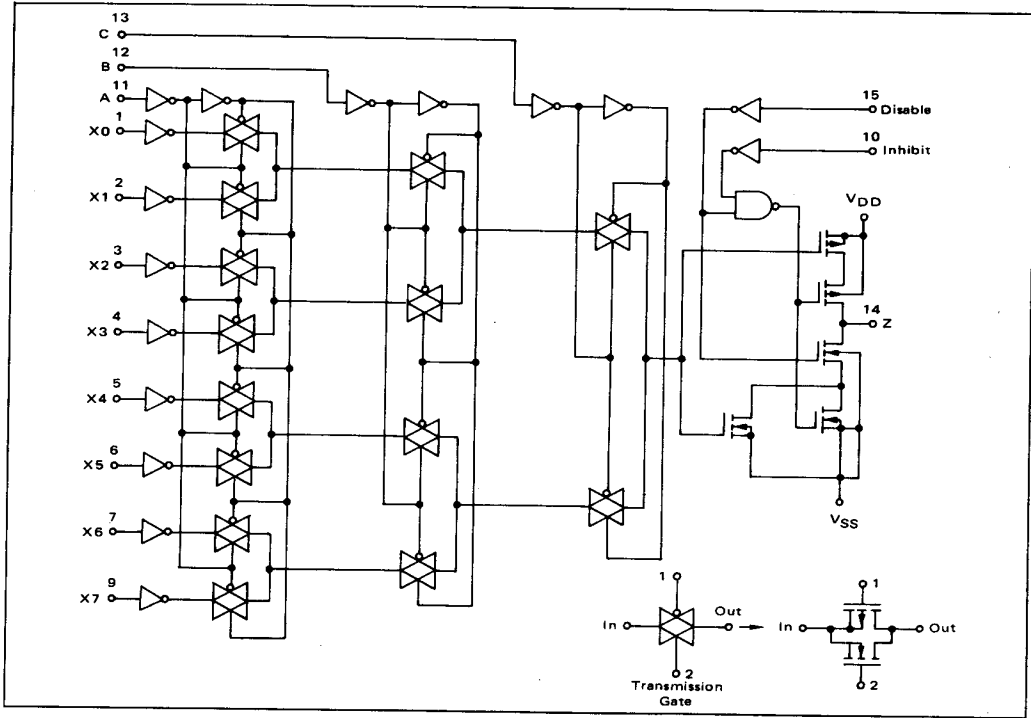 13
C
12
B
11
A
1
X0
2
X1
3
X2
4
X3
5
X4
6
X5
7
X6
9
X7
15
Disable
10
Inhibit
VDD
14
Z
VSS
1
In
Out
2
Transmission
Gate
1
In
Out
2